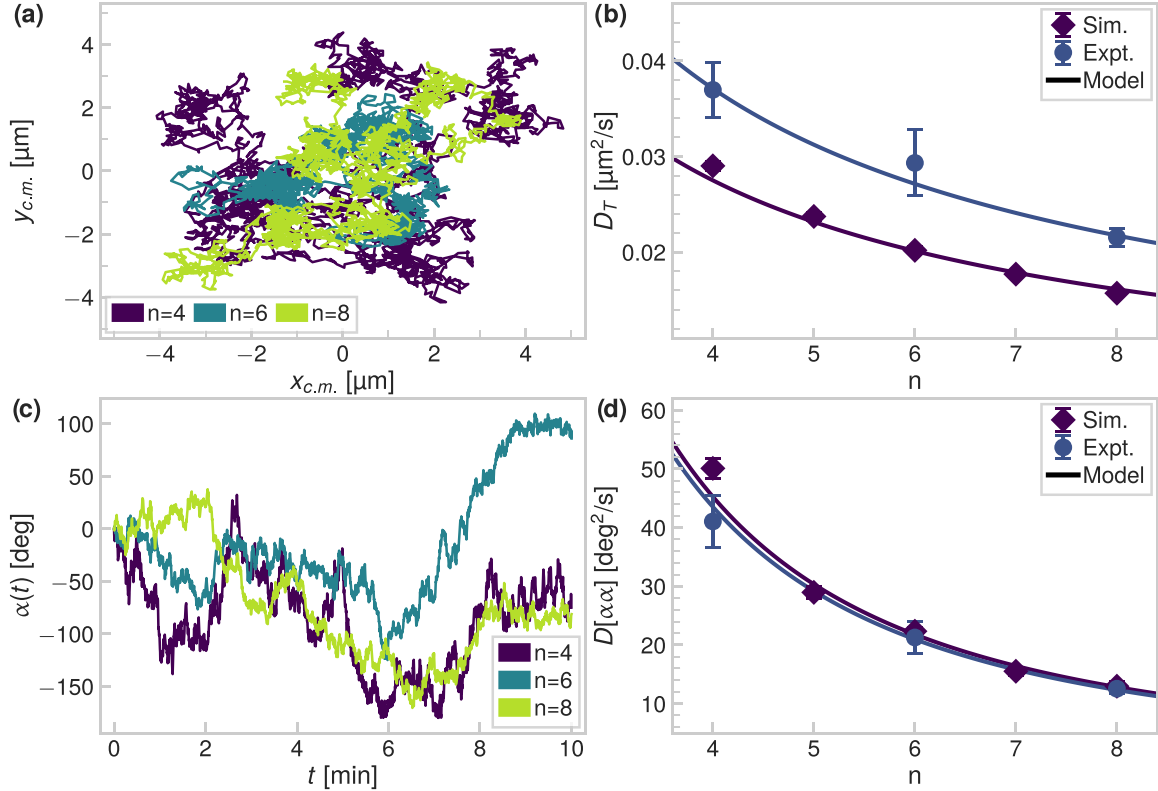 (a)
y_{c.m.} [µm]
4
2
0
−2
−4
n=4 n=6 n=8
−4 −2 0 2 4
x_{c.m.} [µm]
(b)
D_T [µm²/s]
0.04
0.03
0.02
Sim.
Expt.
Model
4 5 6 7 8
n
(c)
α(t) [deg]
100
50
0
−50
−100
−150
n=4
n=6
n=8
0 2 4 6 8 10
t [min]
(d)
D[αα] [deg²/s]
60
50
40
30
20
10
Sim.
Expt.
Model
4 5 6 7 8
n